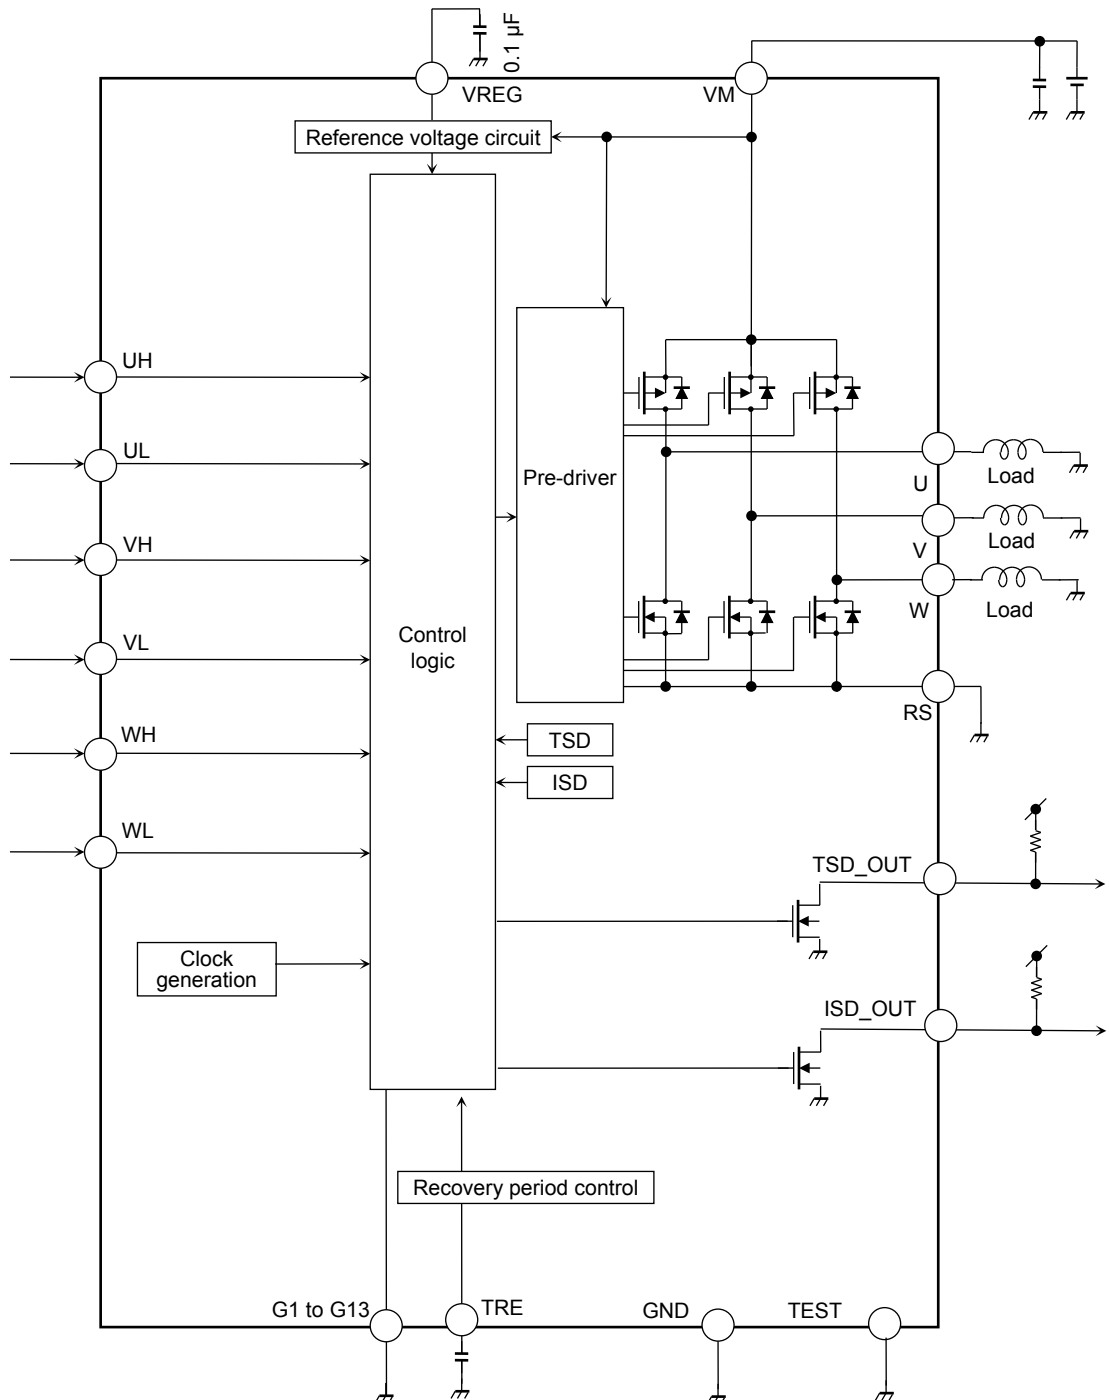 0.1 µF
VREG
VM
Reference voltage circuit
UH
UL
VH
VL
WH
WL
Control
logic
Pre-driver
U
Load
V
Load
W
Load
RS
TSD
ISD
TSD_OUT
Clock
generation
ISD_OUT
Recovery period control
G1 to G13
TRE
GND
TEST